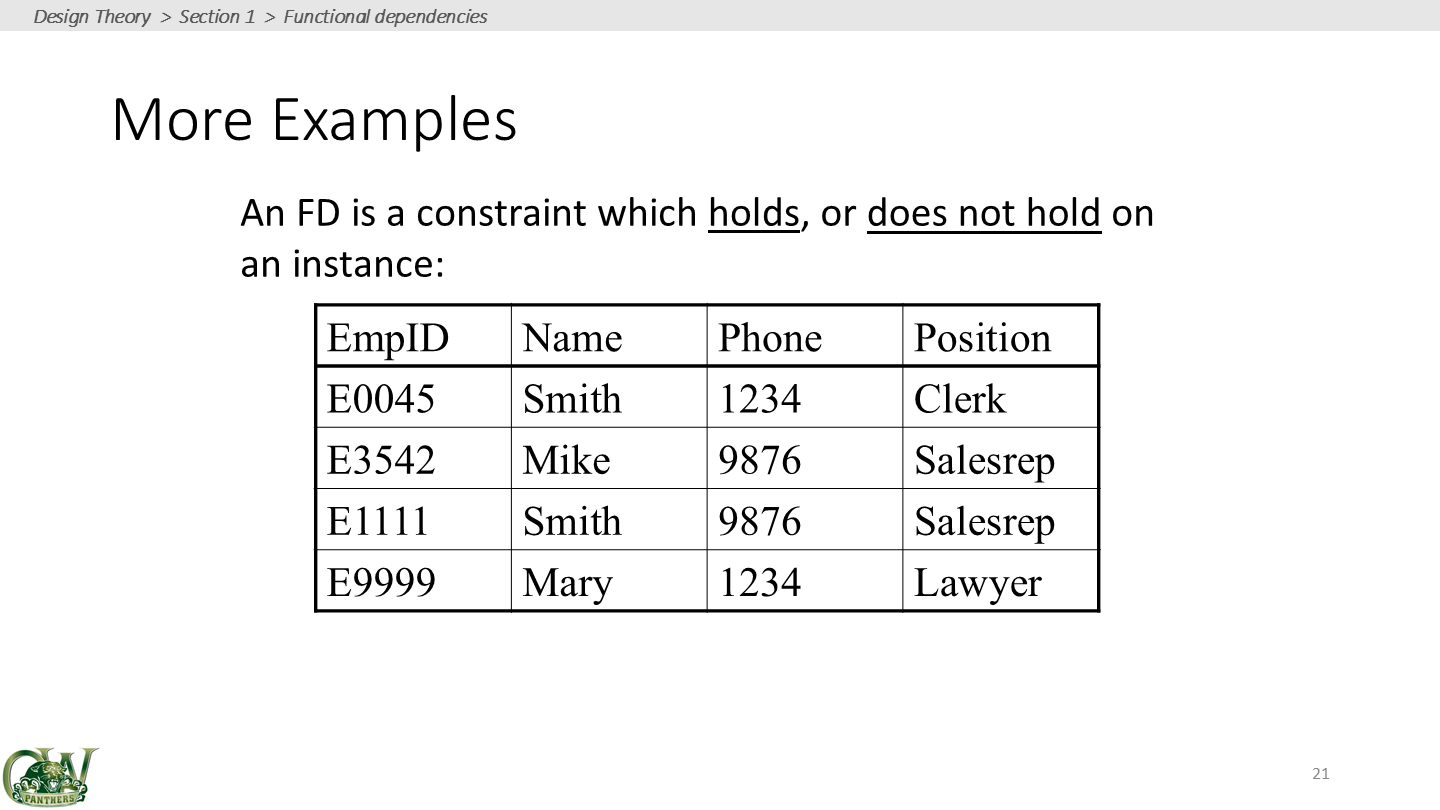 Design Theory > Section 1 > Functional dependencies
More Examples
An FD is a constraint which holds, or does not hold on
an instance:
EmpID Name Phone Position
E0045 Smith 1234 Clerk
E3542 Mike 9876 Salesrep
E1111 Smith 9876 Salesrep
E9999 Mary 1234 Lawyer
CW
PANTHERS
21